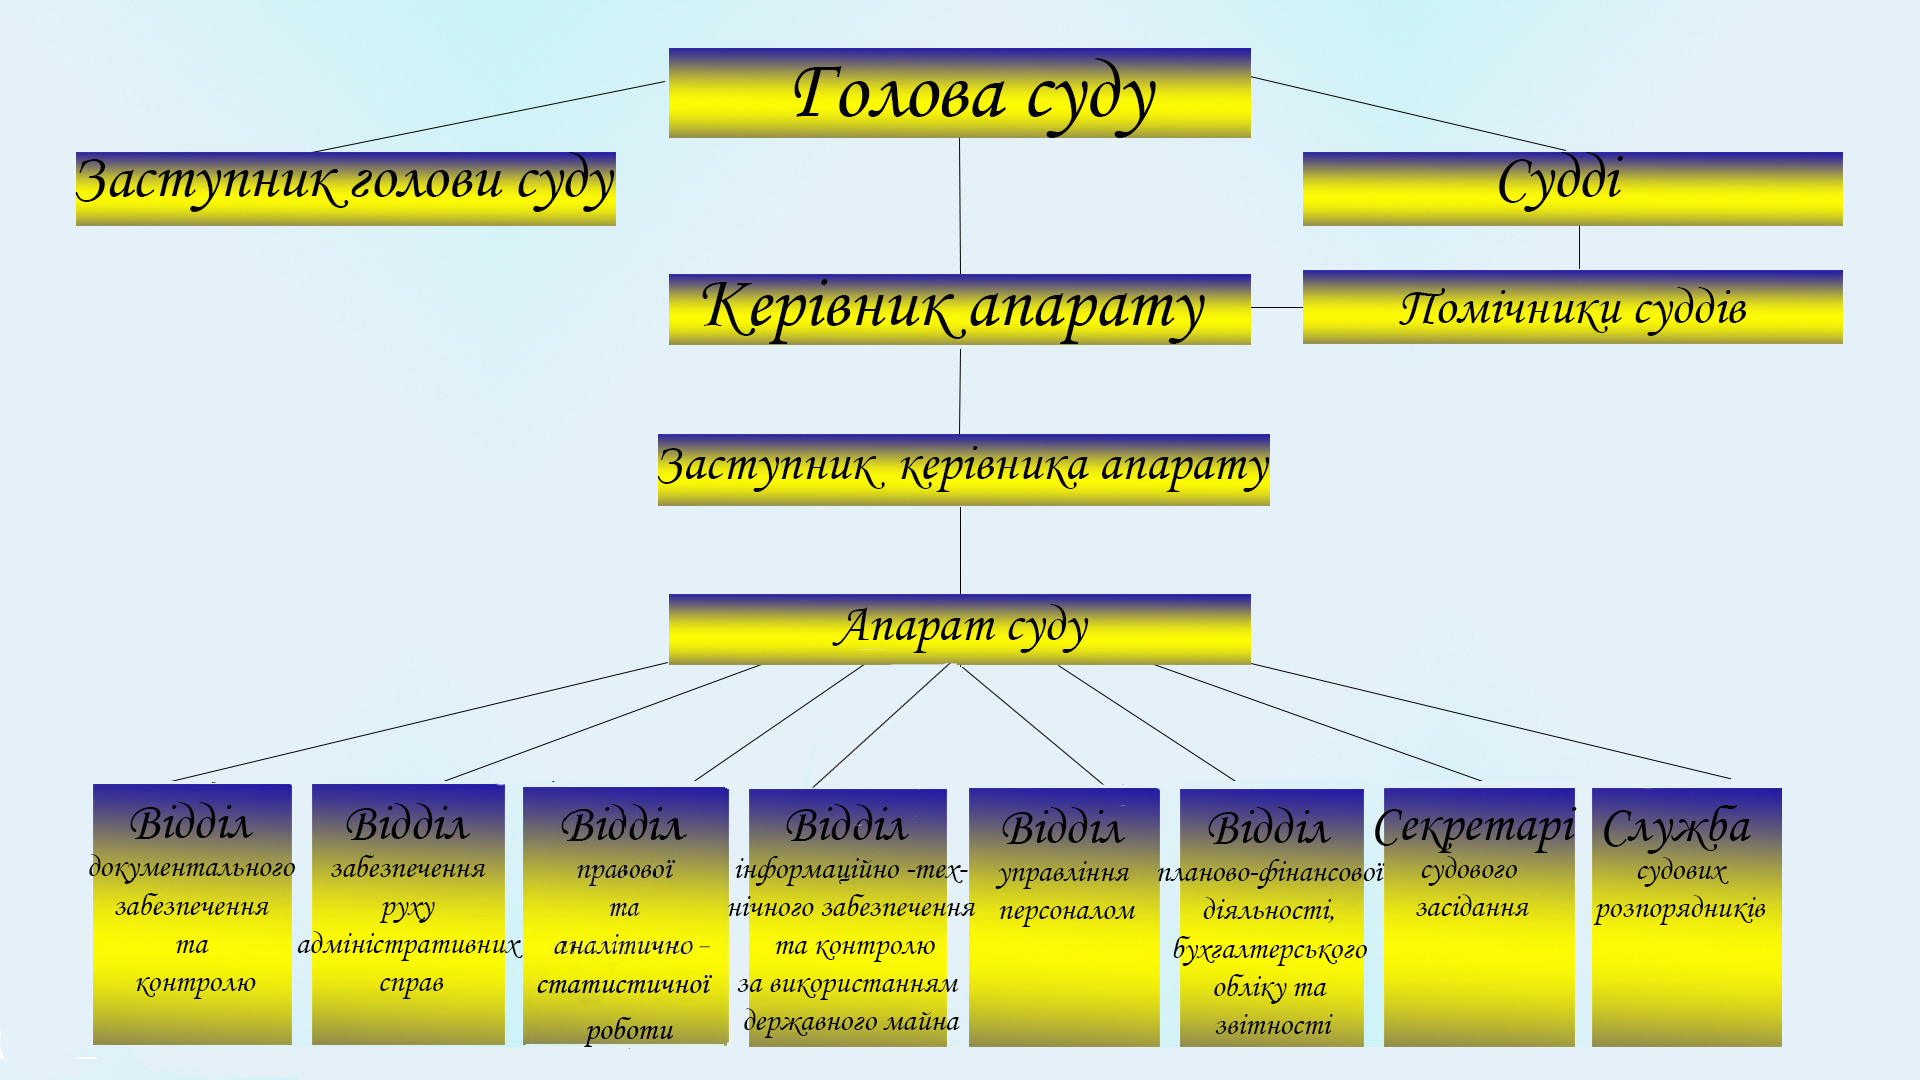 Голова суду
Заступник голови суду
Судді
Керівник апарату
Помічники суддів
Заступник керівника апарату
Апарат суду
Відділ
документального
забезпечення
та
контролю
Відділ
забезпечення
руху
адміністративних
справ
Відділ
правової
та
аналітично –
статистичної
роботи
Відділ
інформаційно -тех-
нічного забезпечення
та контролю
за використанням
державного майна
Відділ
управління
персоналом
Відділ
планово-фінансової
діяльності,
бухгалтерського
обліку та
звітності
Секретарі
судового
засідання
Служба
судових
розпорядників